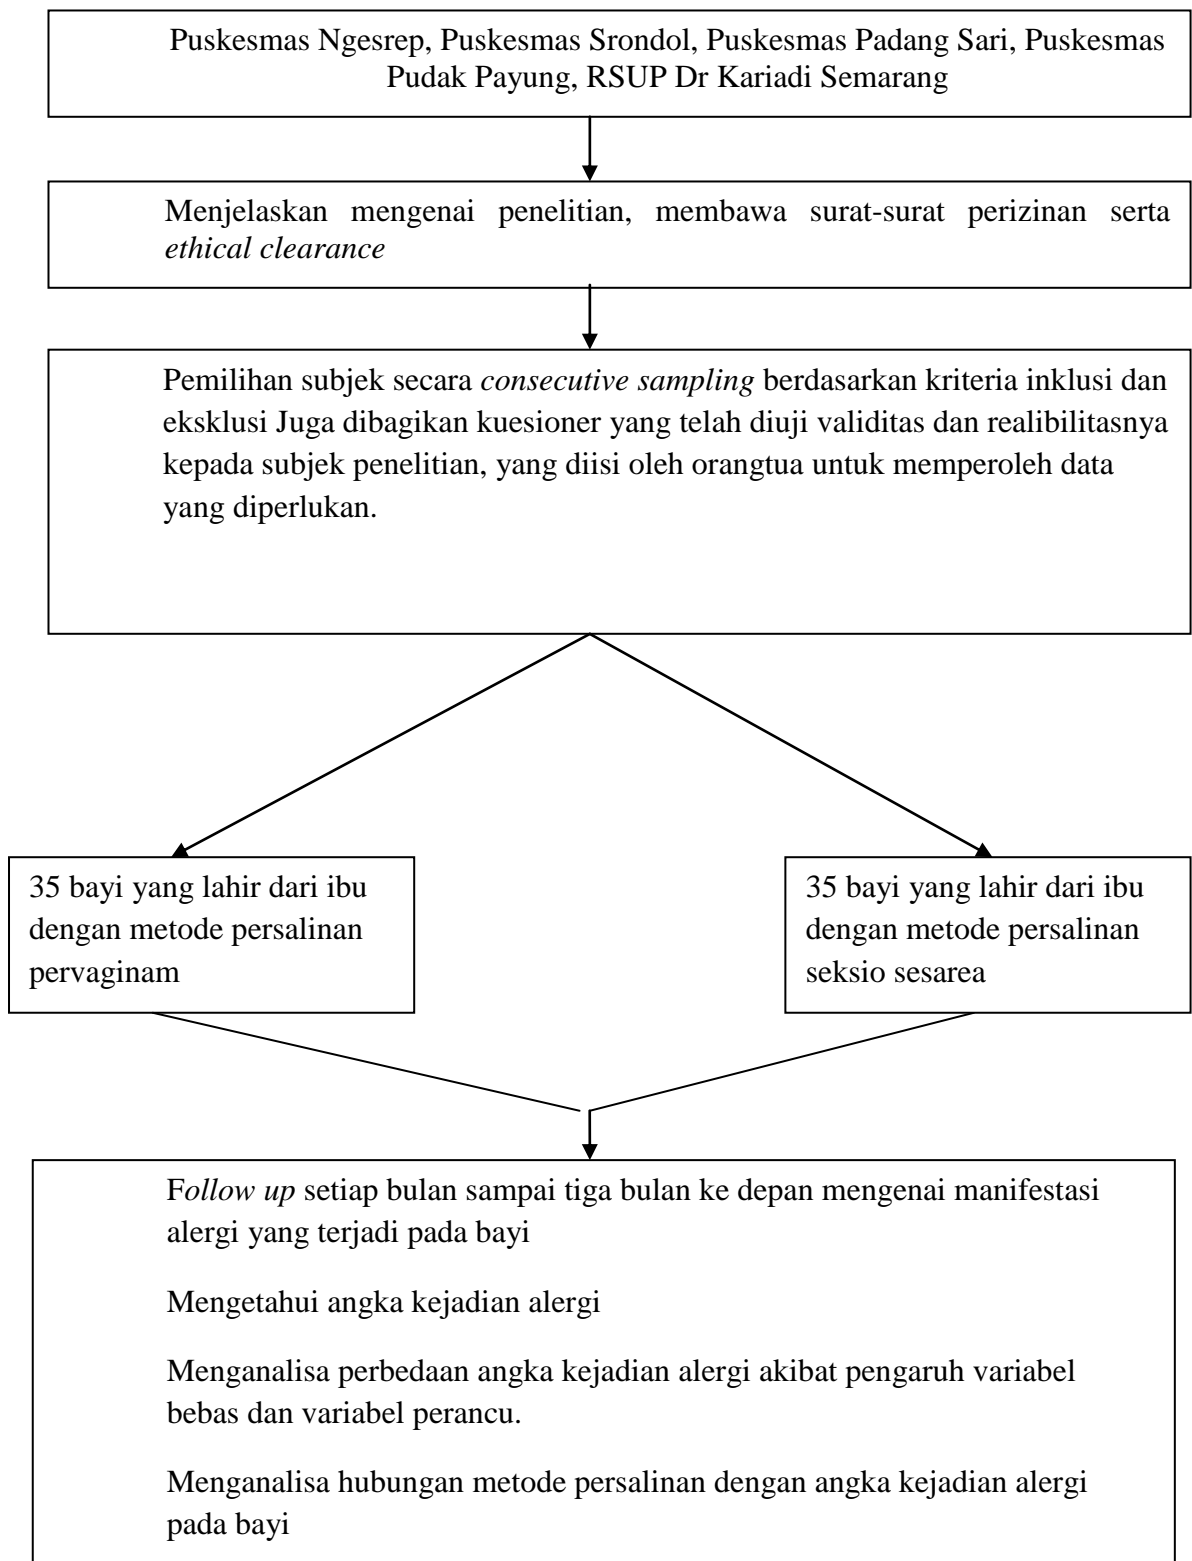 Puskesmas Ngesrep, Puskesmas Srondol, Puskesmas Padang Sari, Puskesmas
Pudak Payung, RSUP Dr Kariadi Semarang
Menjelaskan mengenai penelitian, membawa surat-surat perizinan serta
ethical clearance
Pemilihan subjek secara consecutive sampling berdasarkan kriteria inklusi dan
eksklusi Juga dibagikan kuesioner yang telah diuji validitas dan realibilitasnya
kepada subjek penelitian, yang diisi oleh orangtua untuk memperoleh data
yang diperlukan.
35 bayi yang lahir dari ibu
dengan metode persalinan
pervaginam
35 bayi yang lahir dari ibu
dengan metode persalinan
seksio sesarea
Follow up setiap bulan sampai tiga bulan ke depan mengenai manifestasi
alergi yang terjadi pada bayi
Mengetahui angka kejadian alergi
Menganalisa perbedaan angka kejadian alergi akibat pengaruh variabel
bebas dan variabel perancu.
Menganalisa hubungan metode persalinan dengan angka kejadian alergi
pada bayi